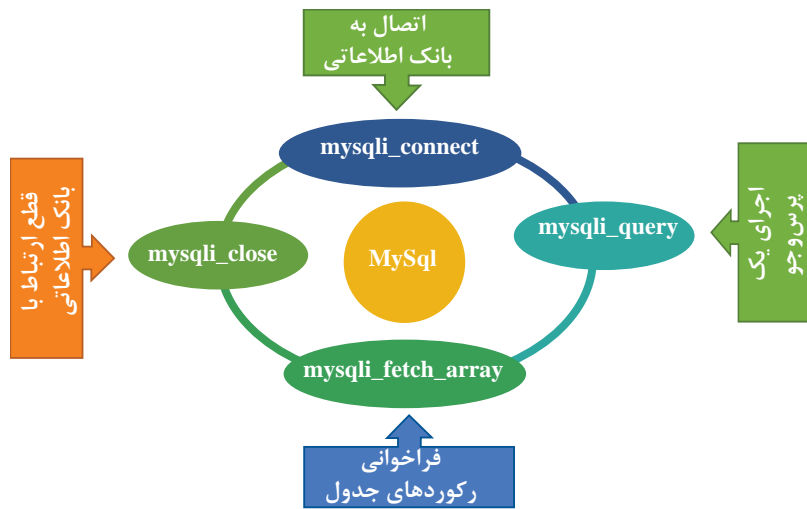 اتصال به
بانک اطلاعاتی
mysqli_connect
اجرای یک
پرس‌وجو
mysqli_query
MySql
mysqli_close
قطع ارتباط با
بانک اطلاعاتی
mysqli_fetch_array
فراخوانی
رکوردهای جدول